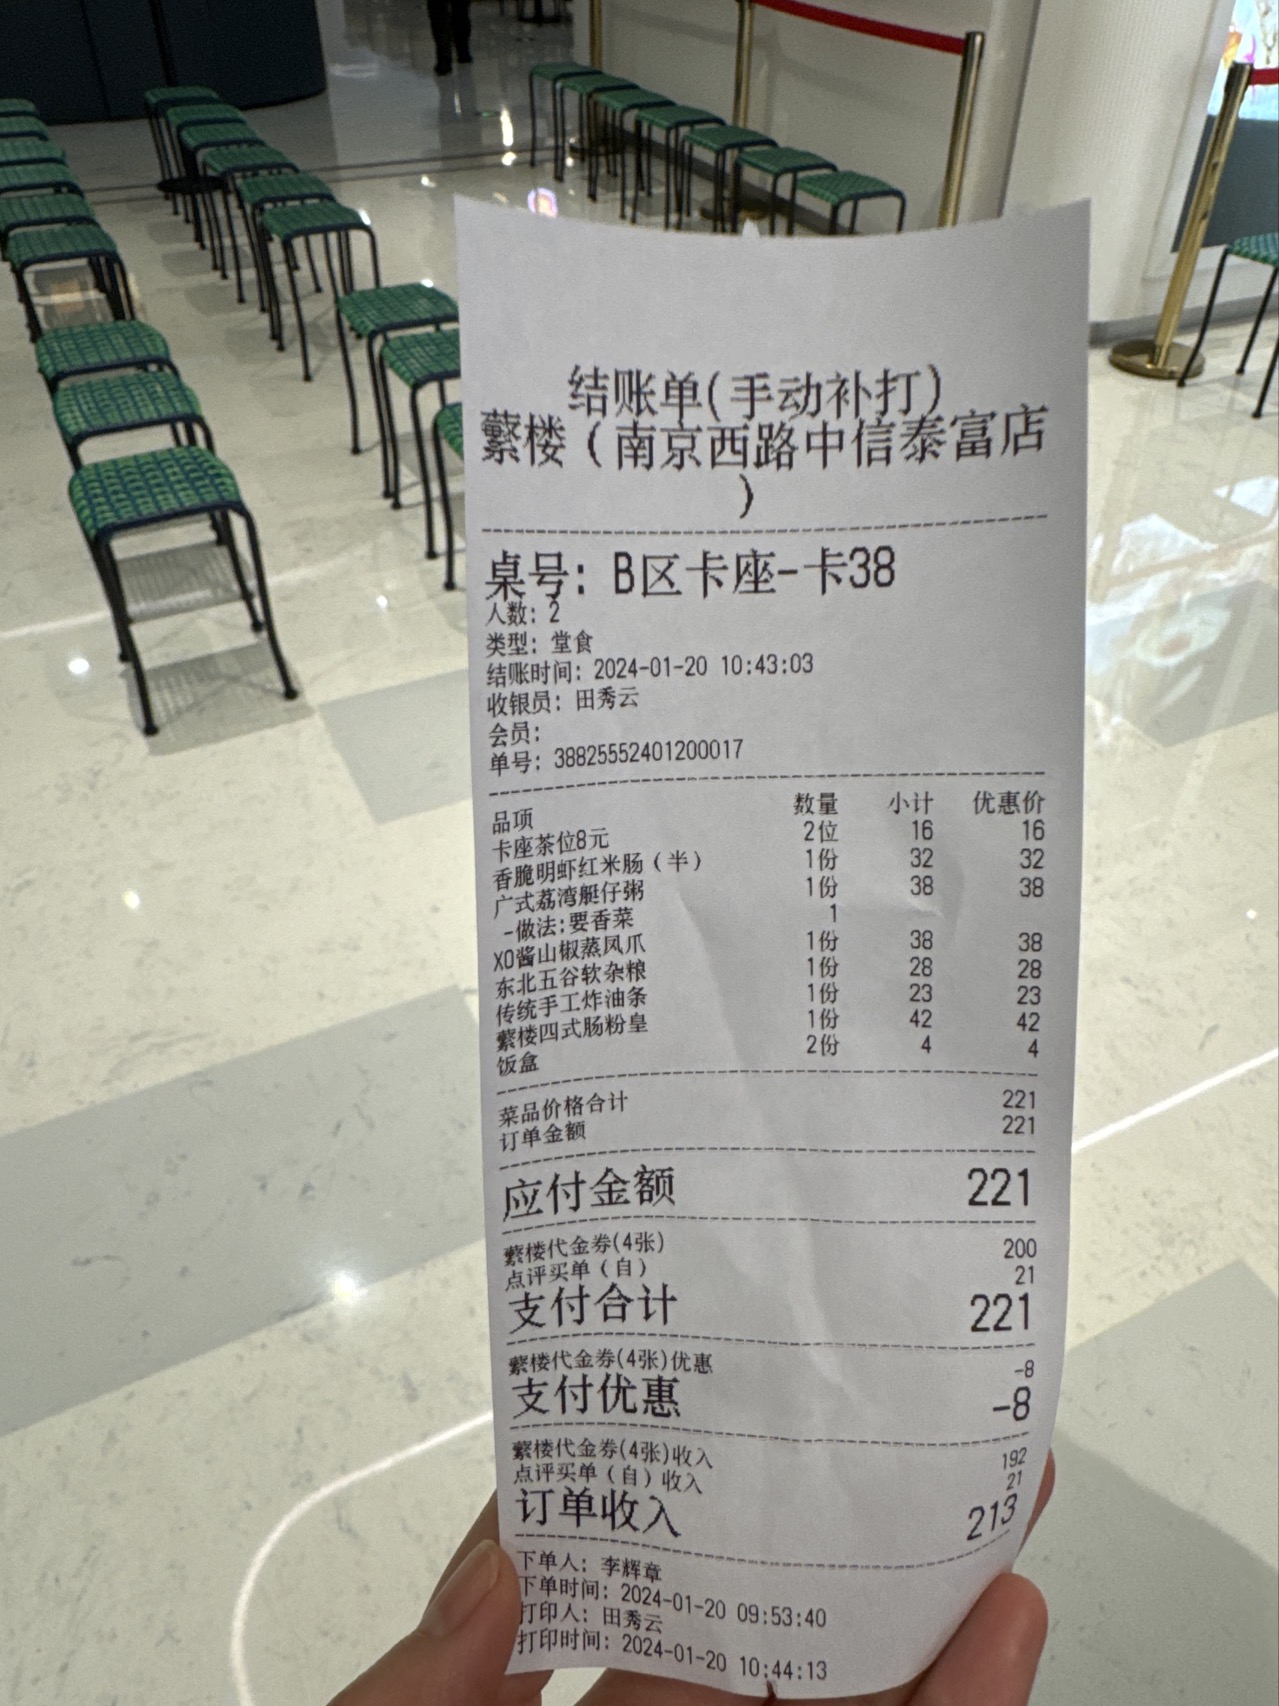 结账单(手动补打)
蘩楼（南京西路中信泰富店
）
桌号: B区卡座-卡38
人数: 2
类型: 堂食
结账时间: 2024-01-20 10:43:03
收银员: 田秀云
会员:
单号: 38825552401200017
品项 数量 小计 优惠价
卡座茶位8元 2位 16 16
香脆明虾红米肠（半） 1份 32 32
广式荔湾艇仔粥 1份 38 38
-做法:要香菜 1
XO酱山椒蒸凤爪 1份 38 38
东北五谷软杂粮 1份 28 28
传统手工炸油条 1份 23 23
蘩楼四式肠粉皇 1份 42 42
饭盒 2份 4 4
菜品价格合计 221
订单金额 221
应付金额 221
蘩楼代金券(4张) 200
点评买单（自） 21
支付合计 221
蘩楼代金券(4张)优惠 -8
支付优惠 -8
蘩楼代金券(4张)收入 192
点评买单（自）收入 21
订单收入 213
下单人: 李辉章
下单时间: 2024-01-20 09:53:40
打印人: 田秀云
打印时间: 2024-01-20 10:44:13